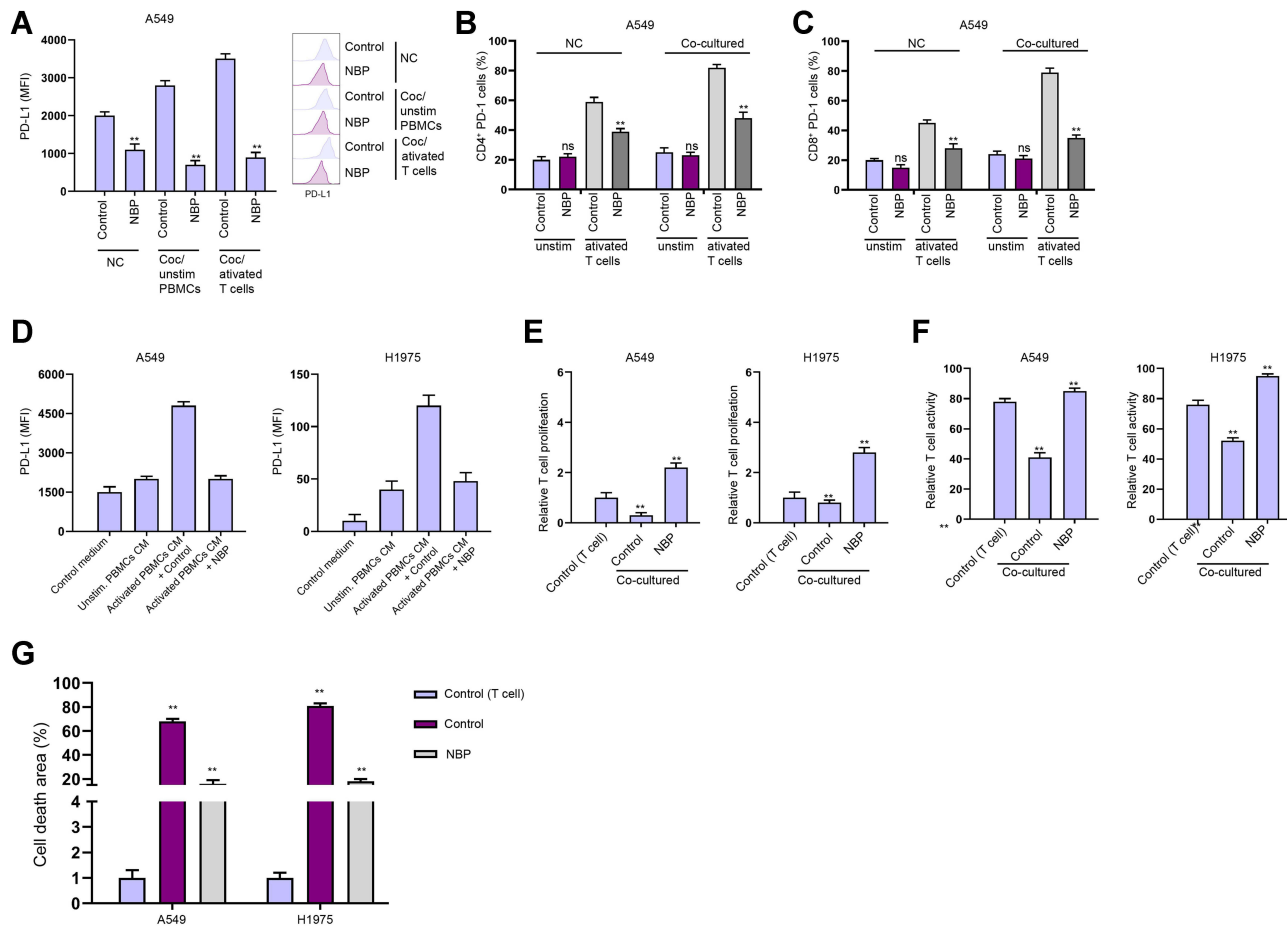 A
A549
PD-L1 (MFI)
4000
3000
2000
1000
0
Control
NBP
Control
NBP
Control
NBP
**
**
**
NC
Coc/
unstim
PBMCs
Coc/
ativated
T cells
Control
NBP
NC
Control
NBP
Coc/
unstim
PBMCs
Control
NBP
Coc/
ativated
T cells
PD-L1
B
A549
NC
Co-cultured
CD4⁺ PD-1 cells (%)
100
80
60
40
20
0
ns
**
ns
**
Control
NBP
Control
NBP
Control
NBP
Control
NBP
unstim
ativated
T cells
unstim
ativated
T cells
C
A549
NC
Co-cultured
CD8⁺ PD-1 cells (%)
100
80
60
40
20
0
ns
**
ns
**
Control
NBP
Control
NBP
Control
NBP
Control
NBP
unstim
ativated
T cells
unstim
ativated
T cells
D
A549
PD-L1 (MFI)
6000
4500
3000
1500
0
Control medium
Unstim. PBMCs CM
Activated PBMCs CM
+ Control
Activated PBMCs CM
+ NBP
H1975
PD-L1 (MFI)
150
100
50
0
Control medium
Unstim. PBMCs CM
Activated PBMCs CM
+ Control
Activated PBMCs CM
+ NBP
E
A549
Relative T cell prolifeation
6
4
2
0
**
**
Control (T cell)
Control
NBP
Co-cultured
H1975
Relative T cell prolifeation
6
4
2
0
**
**
Control (T cell)
Control
NBP
Co-cultured
F
A549
Relative T cell activity
100
80
60
40
20
0
**
**
**
Control (T cell)
Control
NBP
Co-cultured
H1975
Relative T cell activity
100
80
60
40
20
0
**
**
Control (T cell)
Control
NBP
Co-cultured
G
Cell death area (%)
100
80
60
40
20
4
3
2
1
0
**
**
**
**
A549
H1975
Control (T cell)
Control
NBP